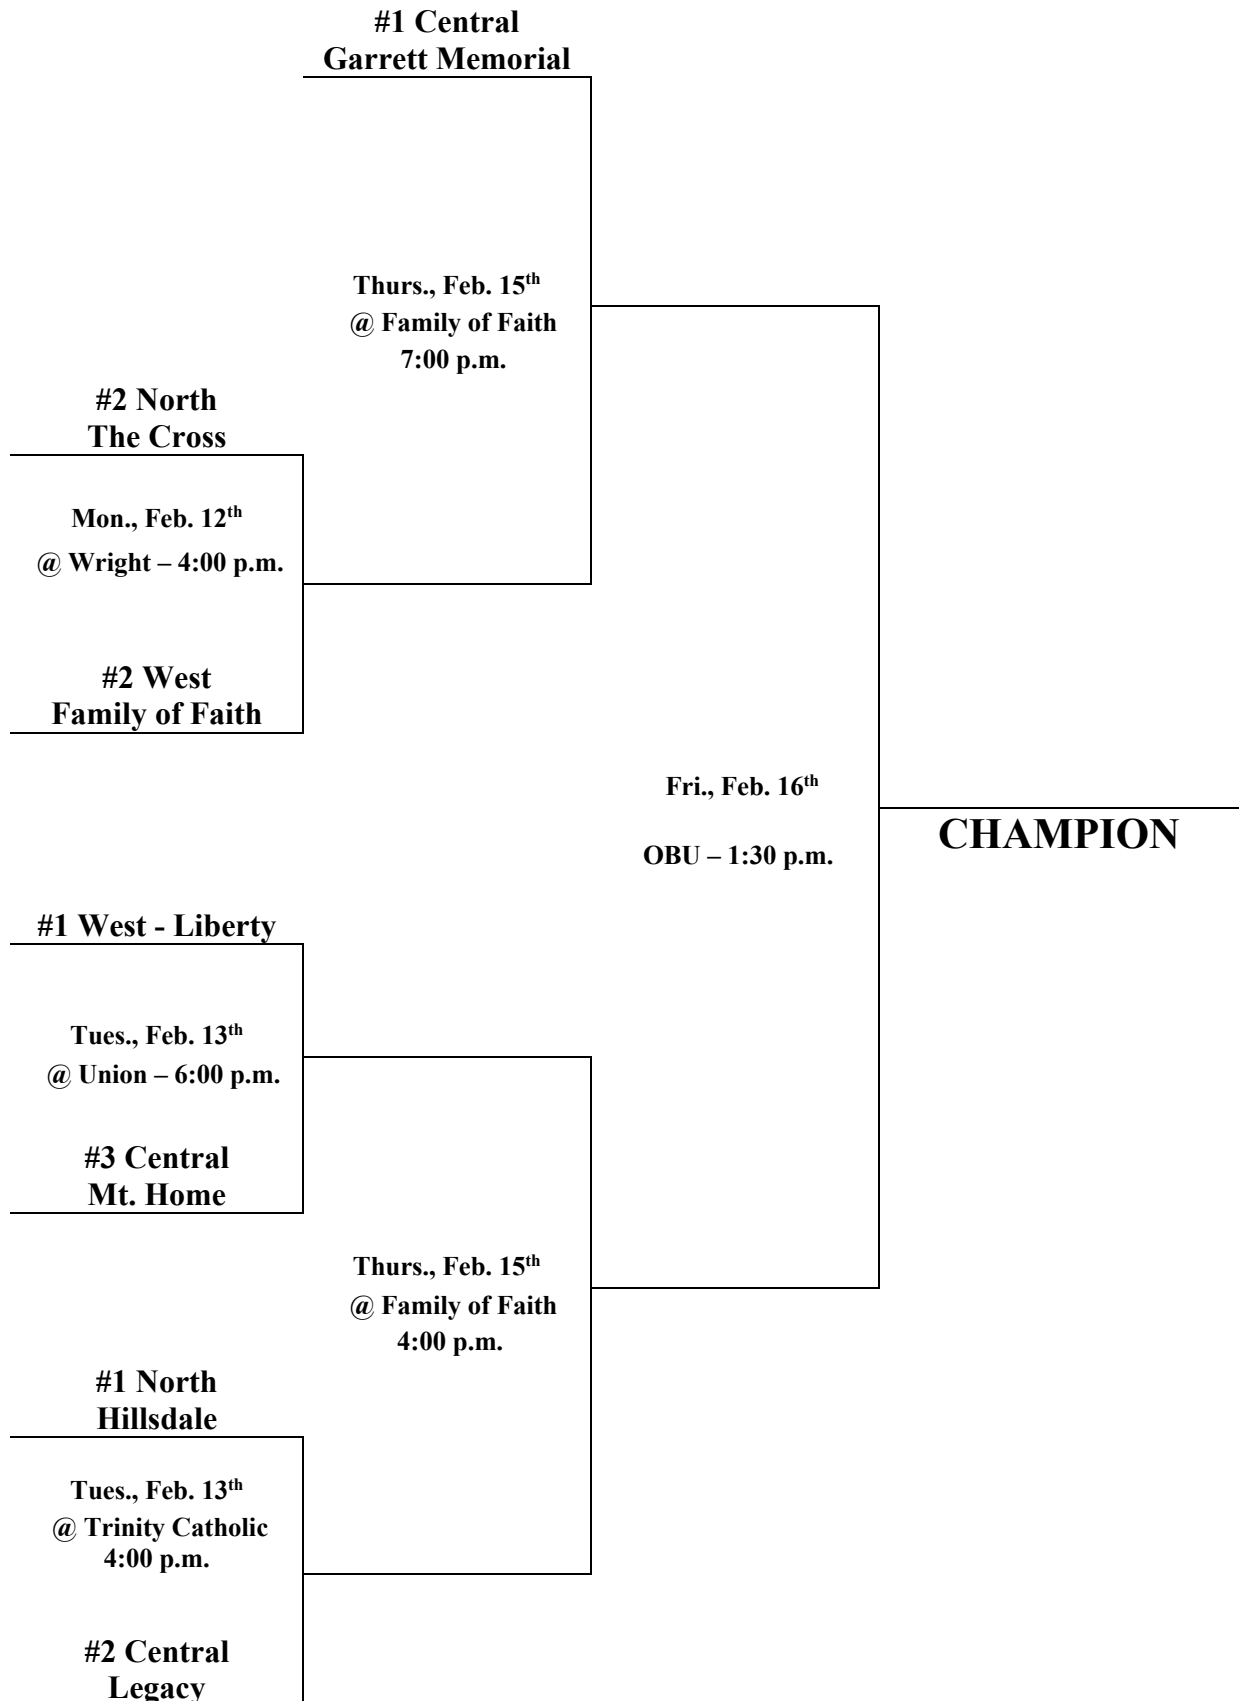 #1 Central
Garrett Memorial
Thurs., Feb. 15th
@ Family of Faith
7:00 p.m.
#2 North
The Cross
Mon., Feb. 12th
@ Wright – 4:00 p.m.
#2 West
Family of Faith
Fri., Feb. 16th
OBU – 1:30 p.m.
CHAMPION
#1 West - Liberty
Tues., Feb. 13th
@ Union – 6:00 p.m.
#3 Central
Mt. Home
Thurs., Feb. 15th
@ Family of Faith
4:00 p.m.
#1 North
Hillsdale
Tues., Feb. 13th
@ Trinity Catholic
4:00 p.m.
#2 Central
Legacy